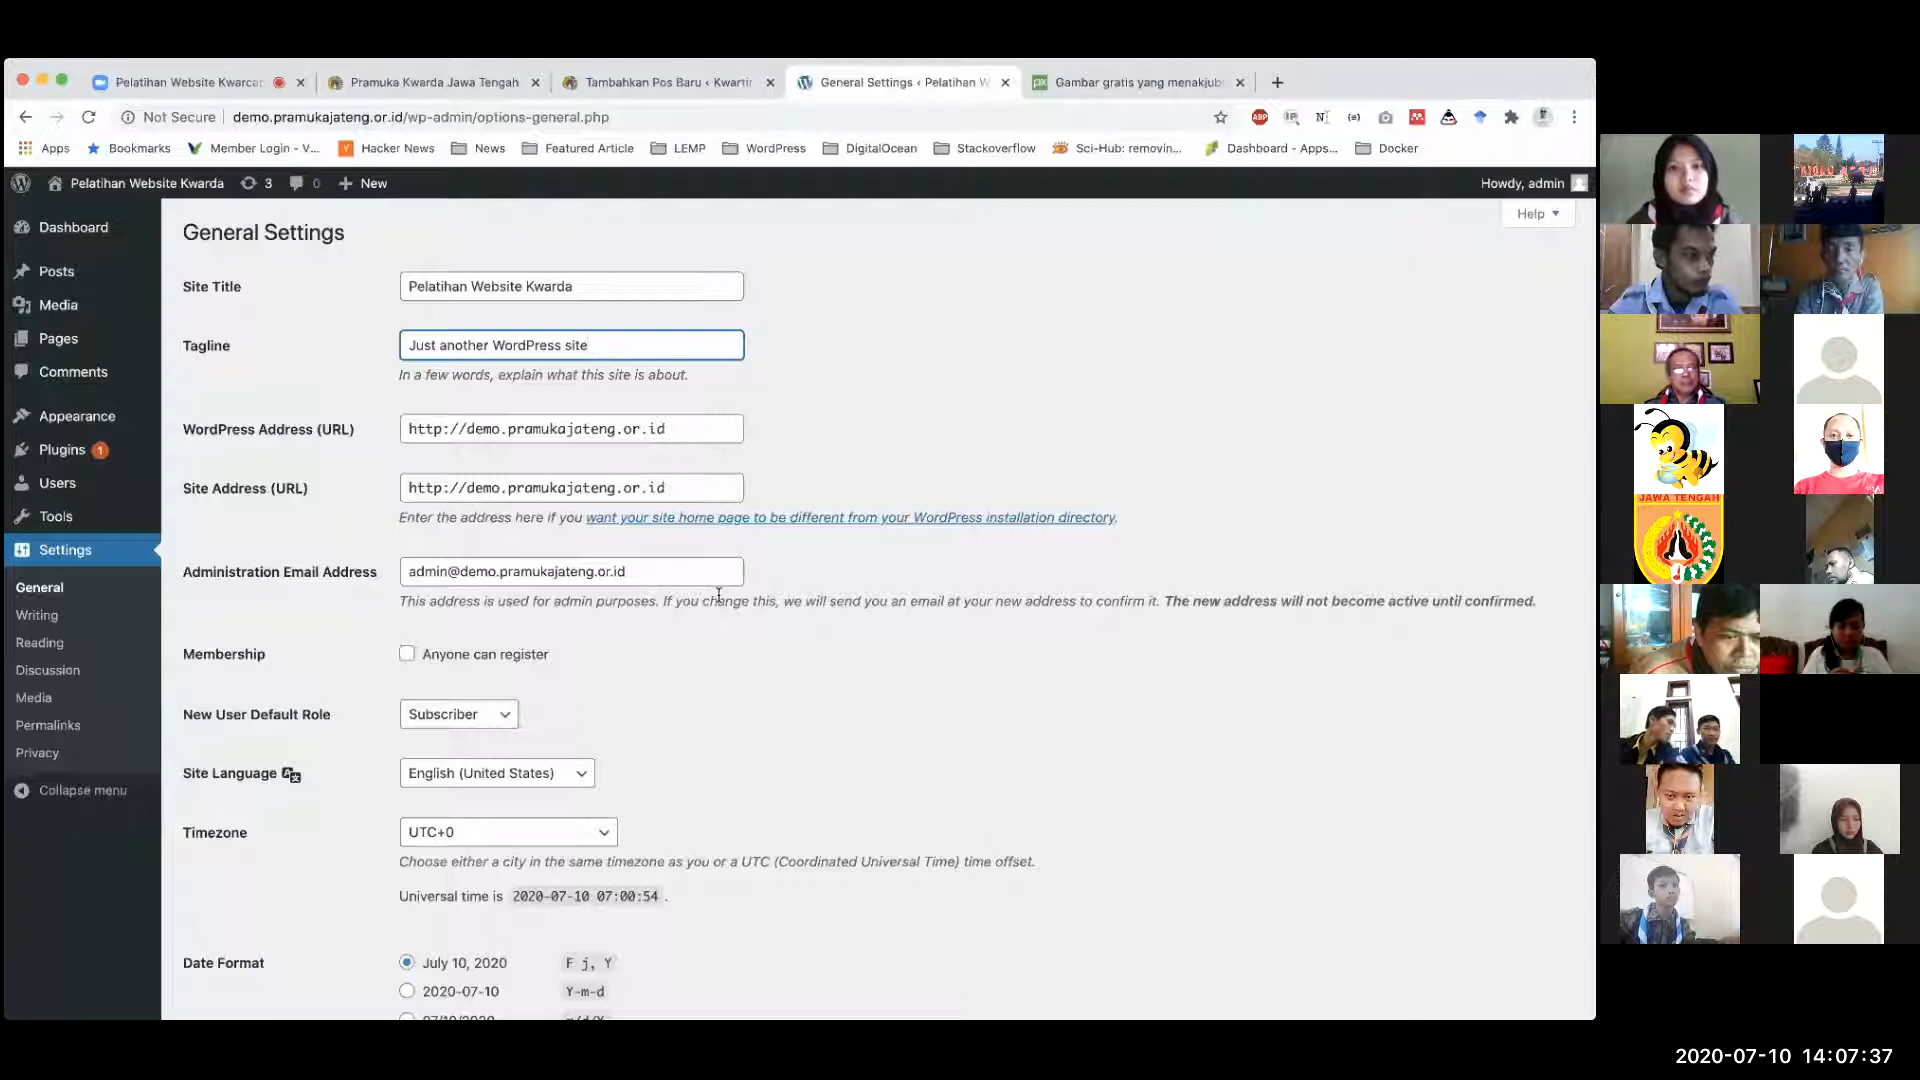 Pelatihan Website Kwarcar
Pramuka Kwarda Jawa Tengah
Tambahkan Pos Baru ‹ Kwartir
General Settings ‹ Pelatihan W
Gambar gratis yang menakjub
Not Secure
demo.pramukajateng.or.id/wp-admin/options-general.php
Apps
Bookmarks
Member Login - V...
Hacker News
News
Featured Article
LEMP
WordPress
DigitalOcean
Stackoverflow
Sci-Hub: removin...
Dashboard - Apps...
Docker
Pelatihan Website Kwarda
3
0
New
Howdy, admin
Help
Dashboard
Posts
Media
Pages
Comments
Appearance
Plugins 1
Users
Tools
Settings
General
Writing
Reading
Discussion
Media
Permalinks
Privacy
Collapse menu
General Settings
Site Title
Pelatihan Website Kwarda
Tagline
Just another WordPress site
In a few words, explain what this site is about.
WordPress Address (URL)
http://demo.pramukajateng.or.id
Site Address (URL)
http://demo.pramukajateng.or.id
Enter the address here if you want your site home page to be different from your WordPress installation directory.
Administration Email Address
admin@demo.pramukajateng.or.id
This address is used for admin purposes. If you change this, we will send you an email at your new address to confirm it. The new address will not become active until confirmed.
Membership
Anyone can register
New User Default Role
Subscriber
Site Language
English (United States)
Timezone
UTC+0
Choose either a city in the same timezone as you or a UTC (Coordinated Universal Time) time offset.
Universal time is 2020-07-10 07:00:54 .
Date Format
July 10, 2020
F j, Y
2020-07-10
Y-m-d
07/10/2020
m/d/Y
JAWA TENGAH
2020-07-10 14:07:37